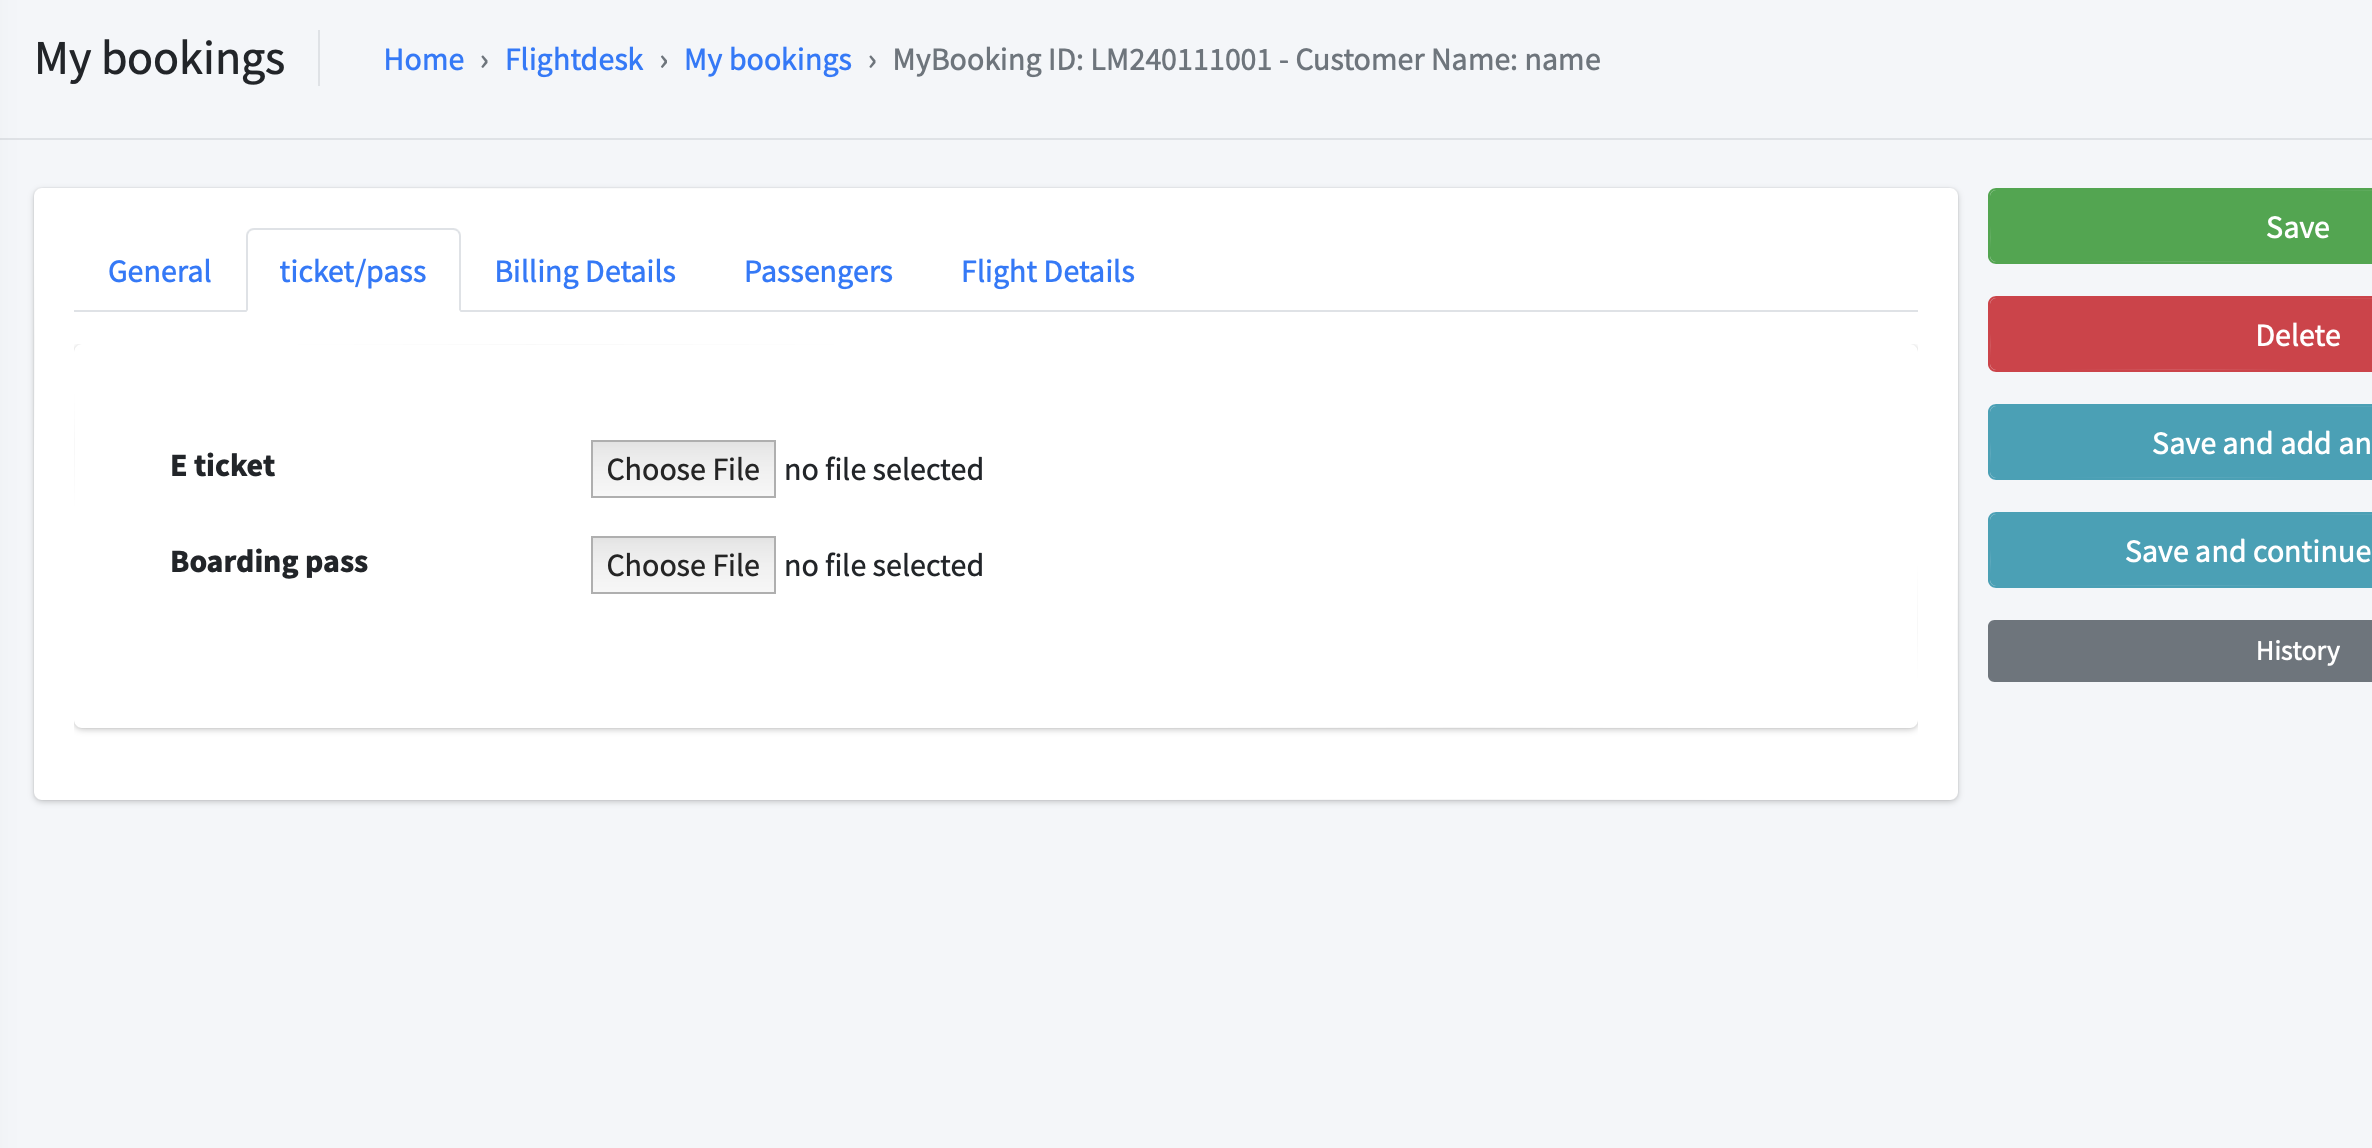 My bookings
Home › Flightdesk › My bookings › MyBooking ID: LM240111001 - Customer Name: name
General ticket/pass Billing Details Passengers Flight Details
E ticket Choose File no file selected
Boarding pass Choose File no file selected
Save
Delete
Save and add an
Save and continue
History